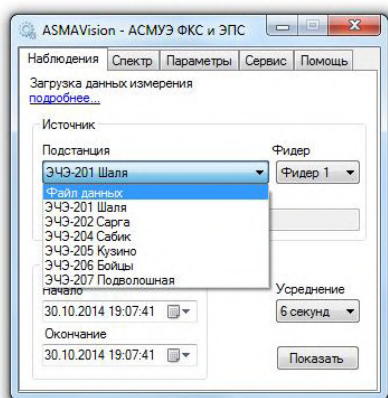 ASMAVision - АСМУЭ ФКС и ЭПС
Наблюдения Спектр Параметры Сервис Помощь
Загрузка данных измерения
подробнее...
Источник
Подстанция Фидер
ЭЧЭ-201 Шаля Фидер 1
Файл данных
ЭЧЭ-201 Шаля
ЭЧЭ-202 Сарга
ЭЧЭ-204 Сабик
ЭЧЭ-205 Кузино
ЭЧЭ-206 Бойцы
ЭЧЭ-207 Подволошная
Начало Усреднение
30.10.2014 19:07:41 6 секунд
Окончание
30.10.2014 19:07:41 Показать